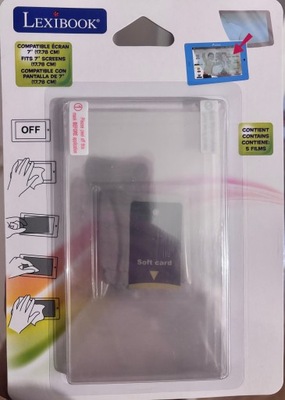 LEXIBOOK®
COMPATIBLE ÉCRAN
7" (17,78 CM)
FITS 7" SCREENS
(17,78 CM)
COMPATIBLE CON
PANTALLA DE 7"
(17,78 CM)
OFF
CONTIENT
CONTAINS
CONTIENE:
5 FILMS
Soft card